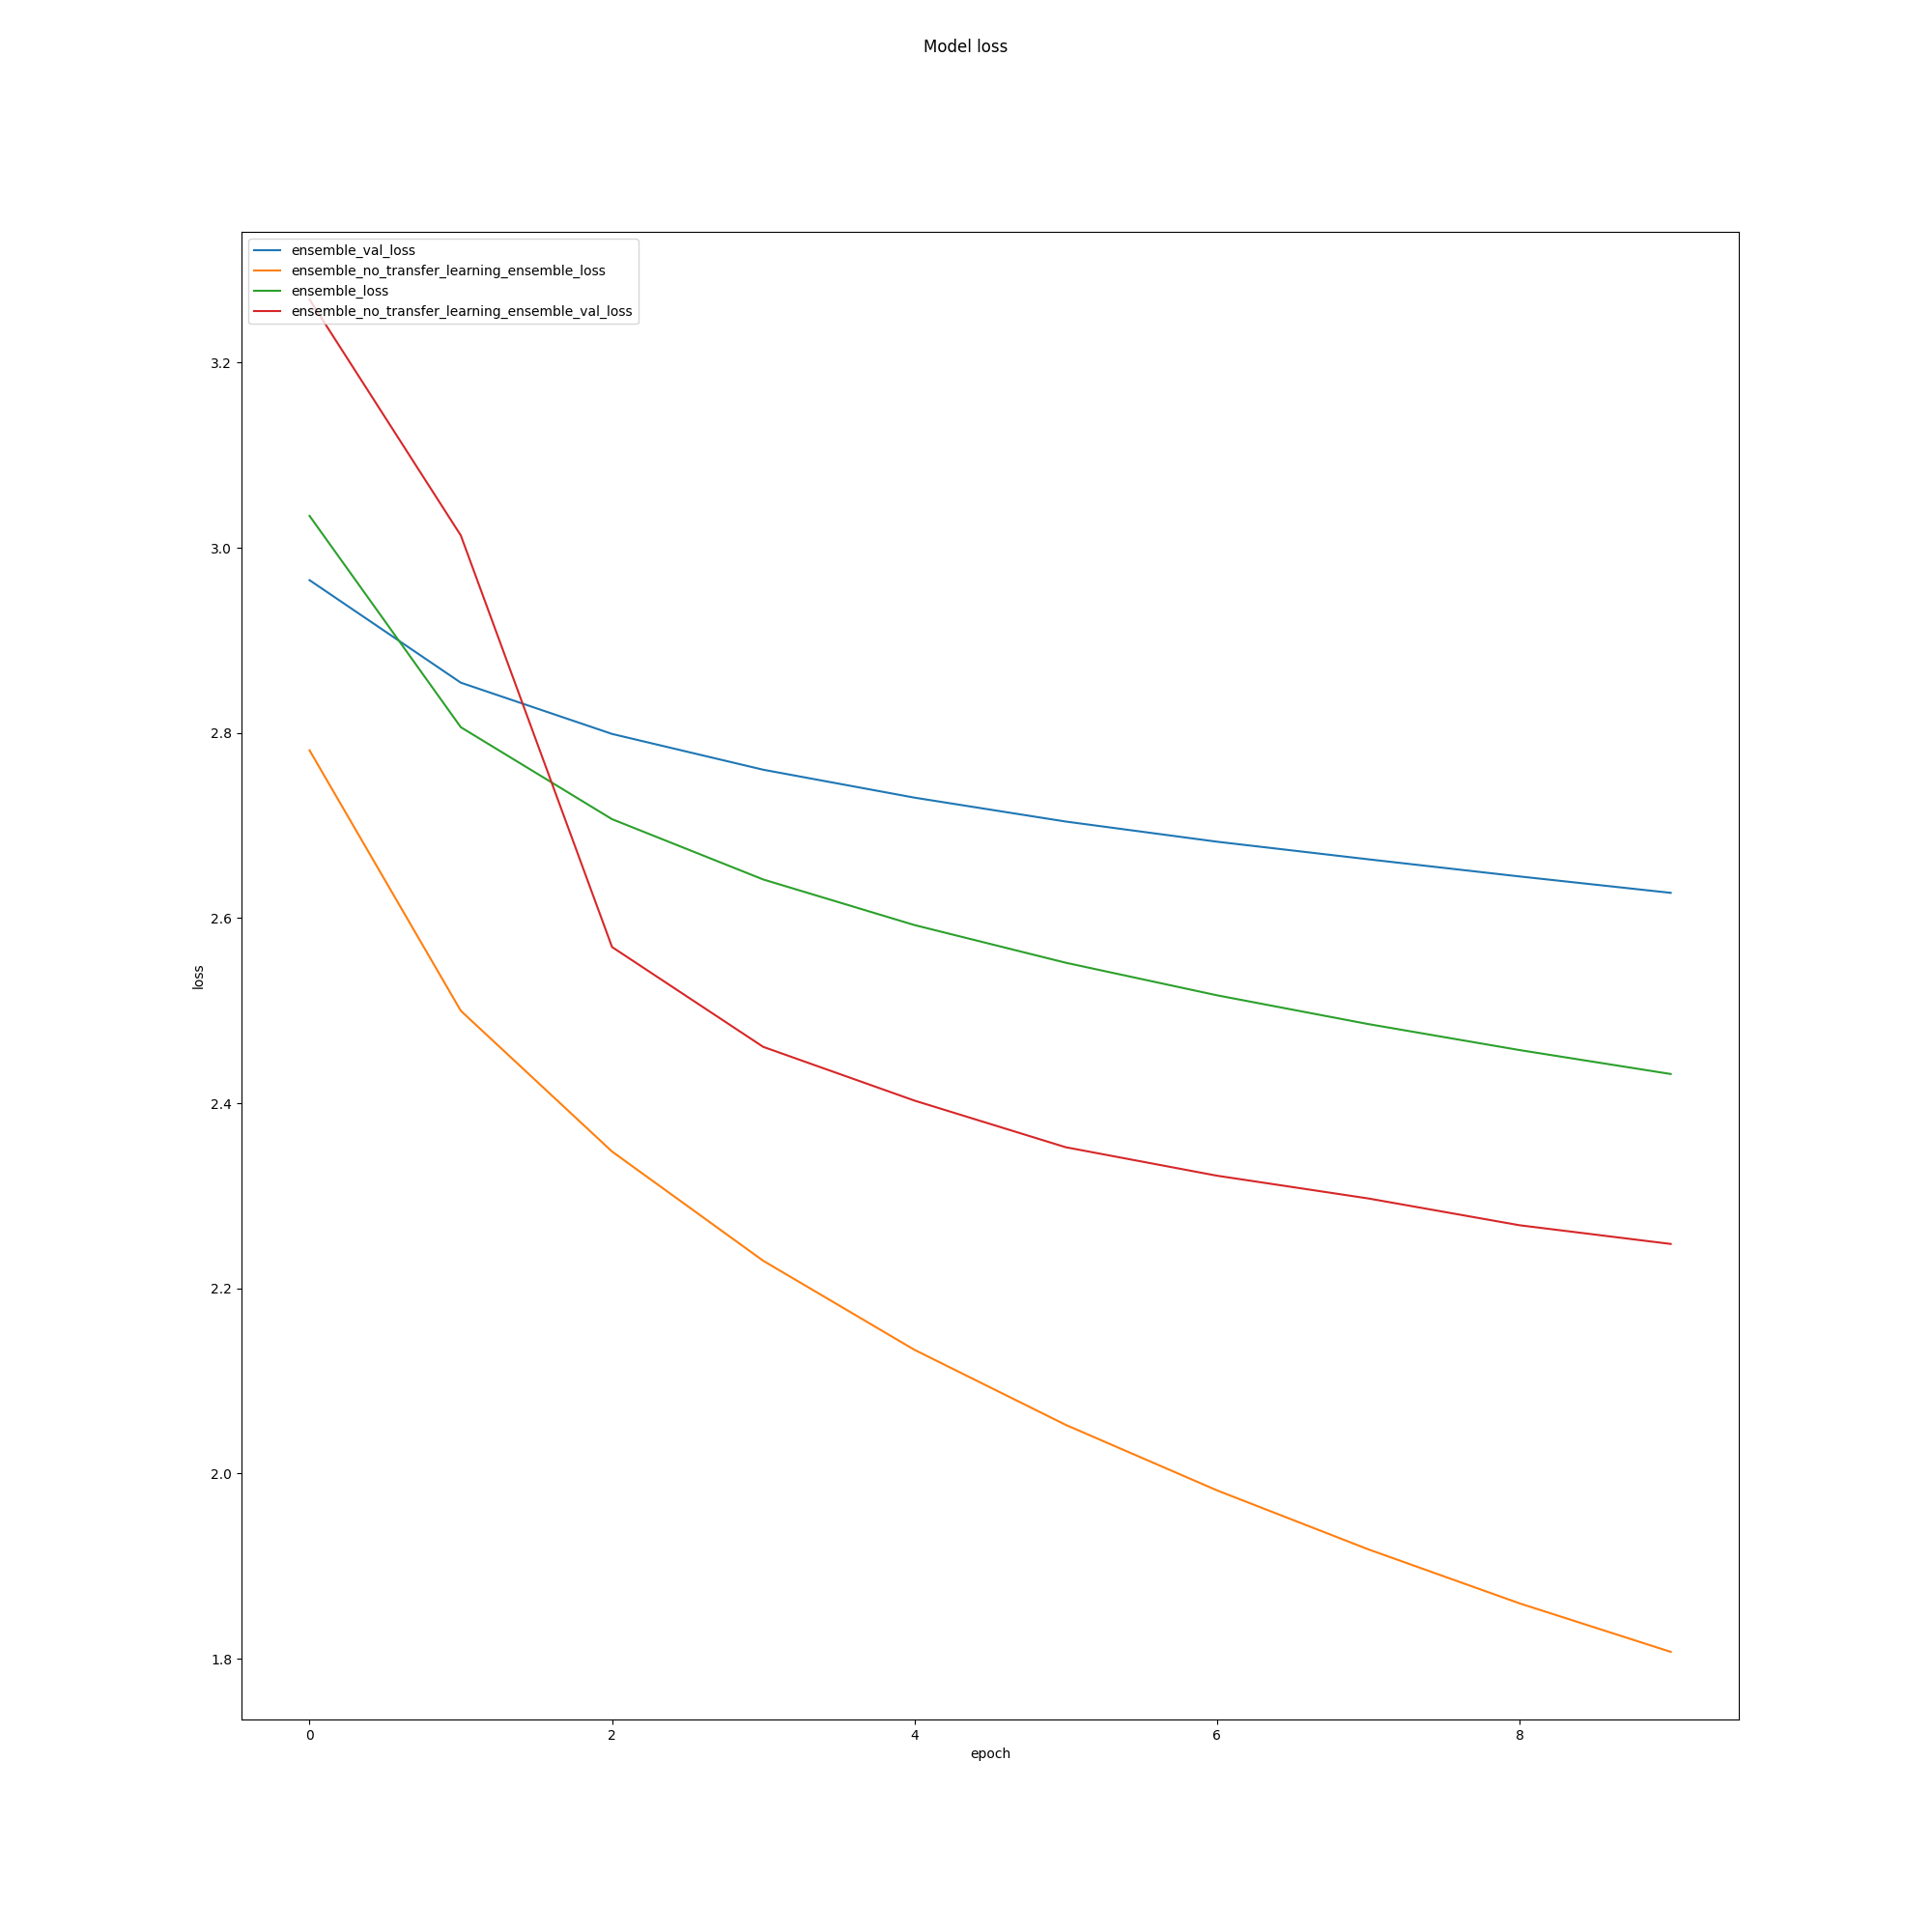 Model loss
ensemble_val_loss
ensemble_no_transfer_learning_ensemble_loss
ensemble_loss
ensemble_no_transfer_learning_ensemble_val_loss
3.2
3.0
2.8
2.6
2.4
2.2
2.0
1.8
loss
0 2 4 6 8
epoch